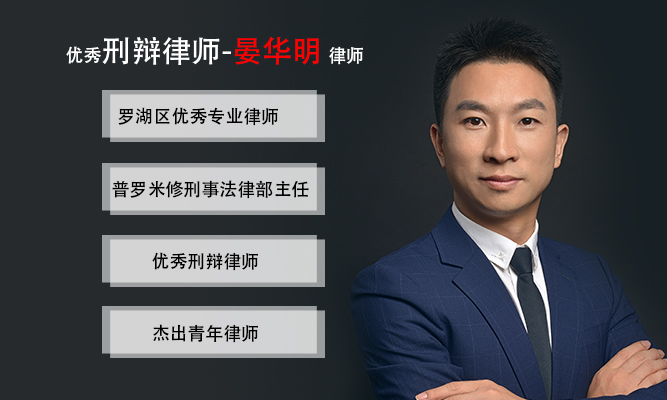 优秀刑辩律师-晏华明 律师
罗湖区优秀专业律师
普罗米修刑事法律部主任
优秀刑辩律师
杰出青年律师